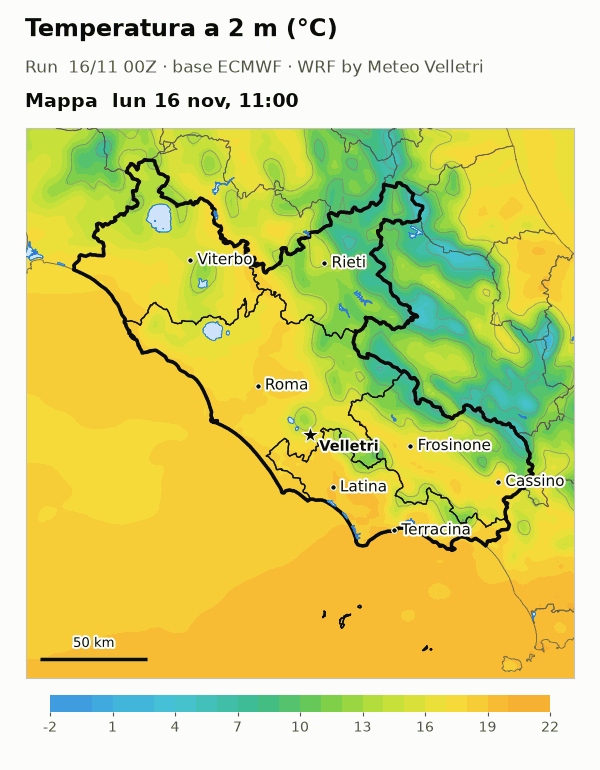 Temperatura a 2 m (°C)
Run  16/11 00Z · base ECMWF · WRF by Meteo Velletri
Mappa  lun 16 nov, 11:00
Viterbo
Rieti
Roma
Velletri
Frosinone
Latina
Cassino
Terracina
50 km
-2 1 4 7 10 13 16 19 22